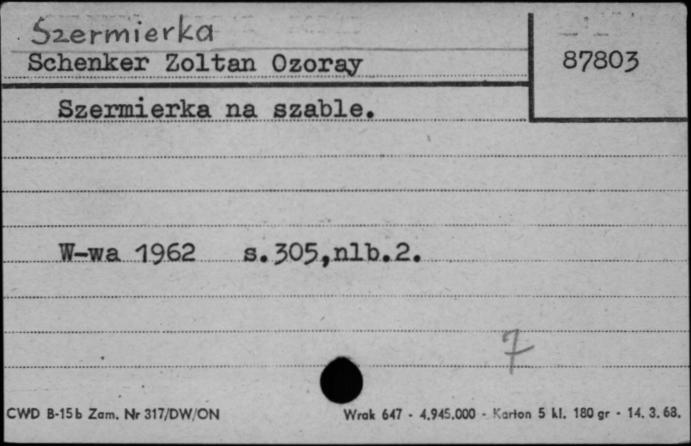 Szermierka
Schenker Zoltan Ozoray
87803
Szermierka na szable.
W-wa 1962 s.305,nlb.2.
7
CWD B-15b Zam. Nr 317/DW/ON
Wrak 647 - 4.945.000 - Karton 5 kl. 180 gr - 14. 3. 68.